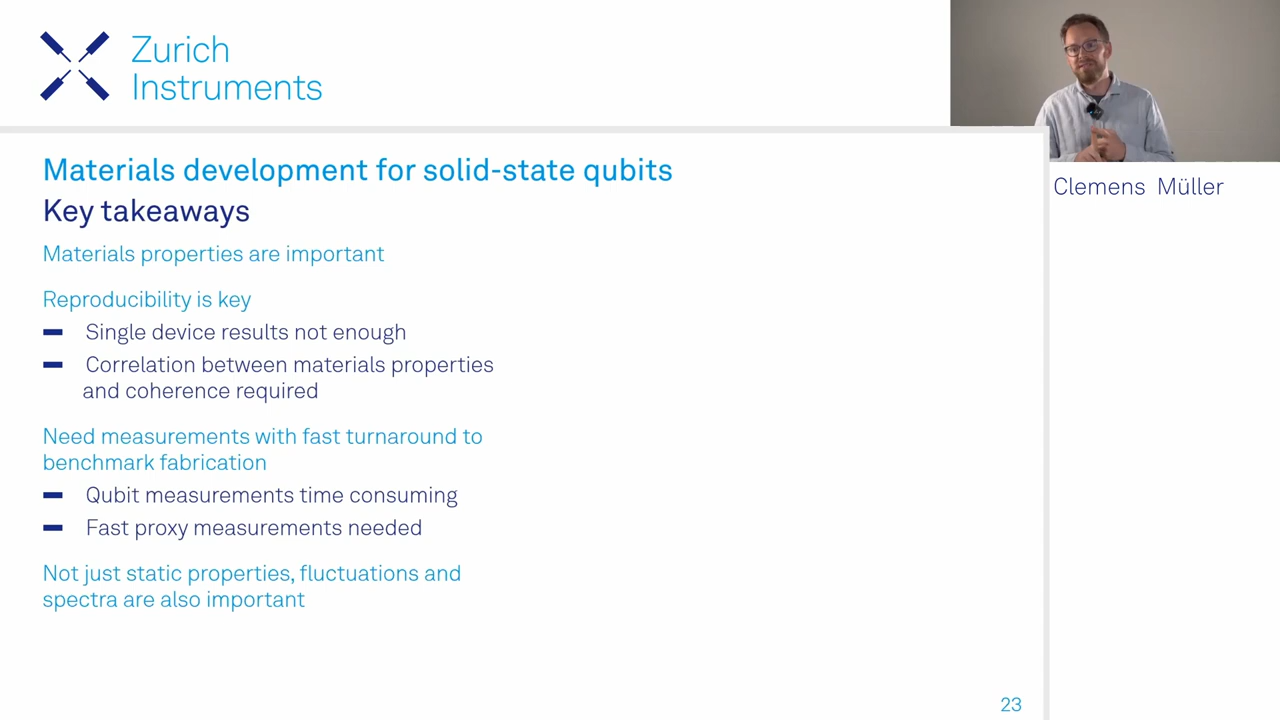 Zurich
Instruments
Materials development for solid-state qubits
Key takeaways
Materials properties are important
Reproducibility is key
Single device results not enough
Correlation between materials properties
and coherence required
Need measurements with fast turnaround to
benchmark fabrication
Qubit measurements time consuming
Fast proxy measurements needed
Not just static properties, fluctuations and
spectra are also important
Clemens Müller
23